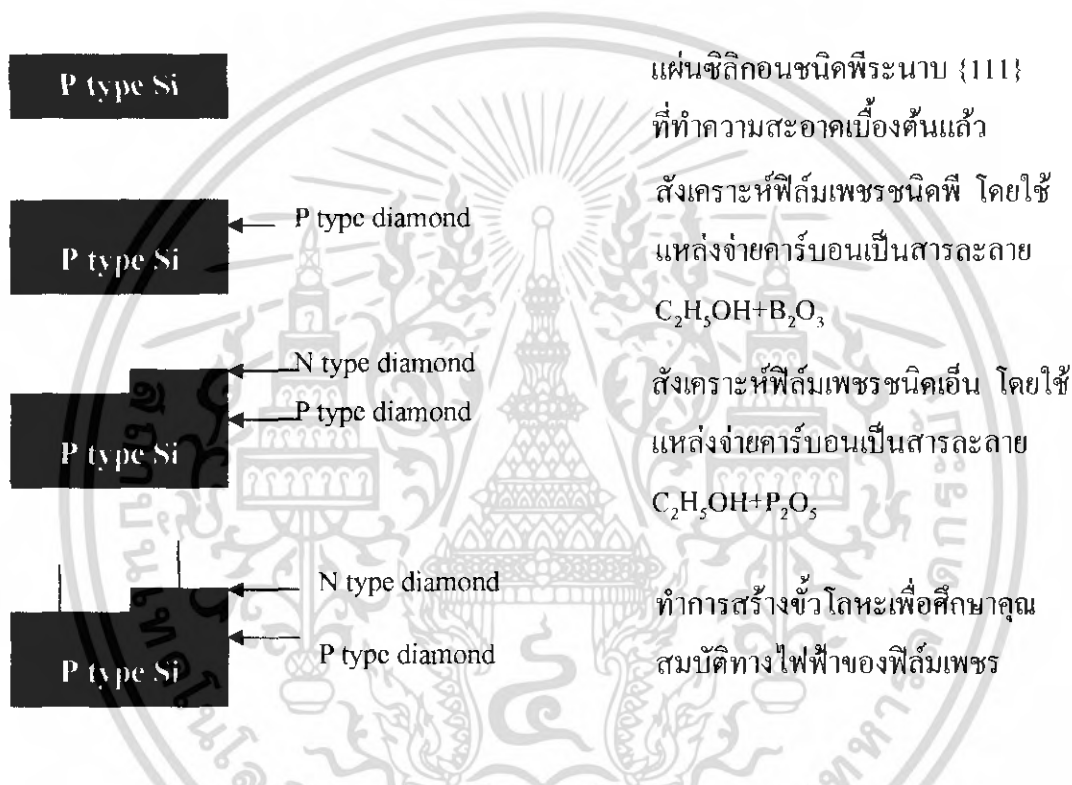 P type Si
แผ่นซิลิกอนชนิดพีระนาบ {111}
ที่ทำความสะอาดเบื้องต้นแล้ว
P type diamond
P type Si
สังเคราะห์ฟิล์มเพชรชนิดพี โดยใช้
แหล่งจ่ายคาร์บอนเป็นสารละลาย
C₂H₅OH+B₂O₃
N type diamond
P type diamond
P type Si
สังเคราะห์ฟิล์มเพชรชนิดเอ็น โดยใช้
แหล่งจ่ายคาร์บอนเป็นสารละลาย
C₂H₅OH+P₂O₅
N type diamond
P type diamond
P type Si
ทำการสร้างขั้วโลหะเพื่อศึกษาคุณ
สมบัติทางไฟฟ้าของฟิล์มเพชร